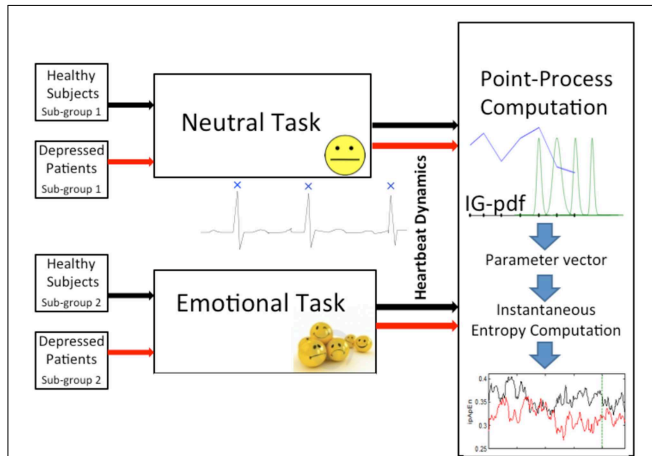 Healthy
Subjects
Sub-group 1
Depressed
Patients
Sub-group 1
Neutral Task
Healthy
Subjects
Sub-group 2
Depressed
Patients
Sub-group 2
Emotional Task
Heartbeat Dynamics
Point-Process
Computation
IG-pdf
Parameter vector
Instantaneous
Entropy Computation
0.4
0.35
0.3
0.25
ipApEn